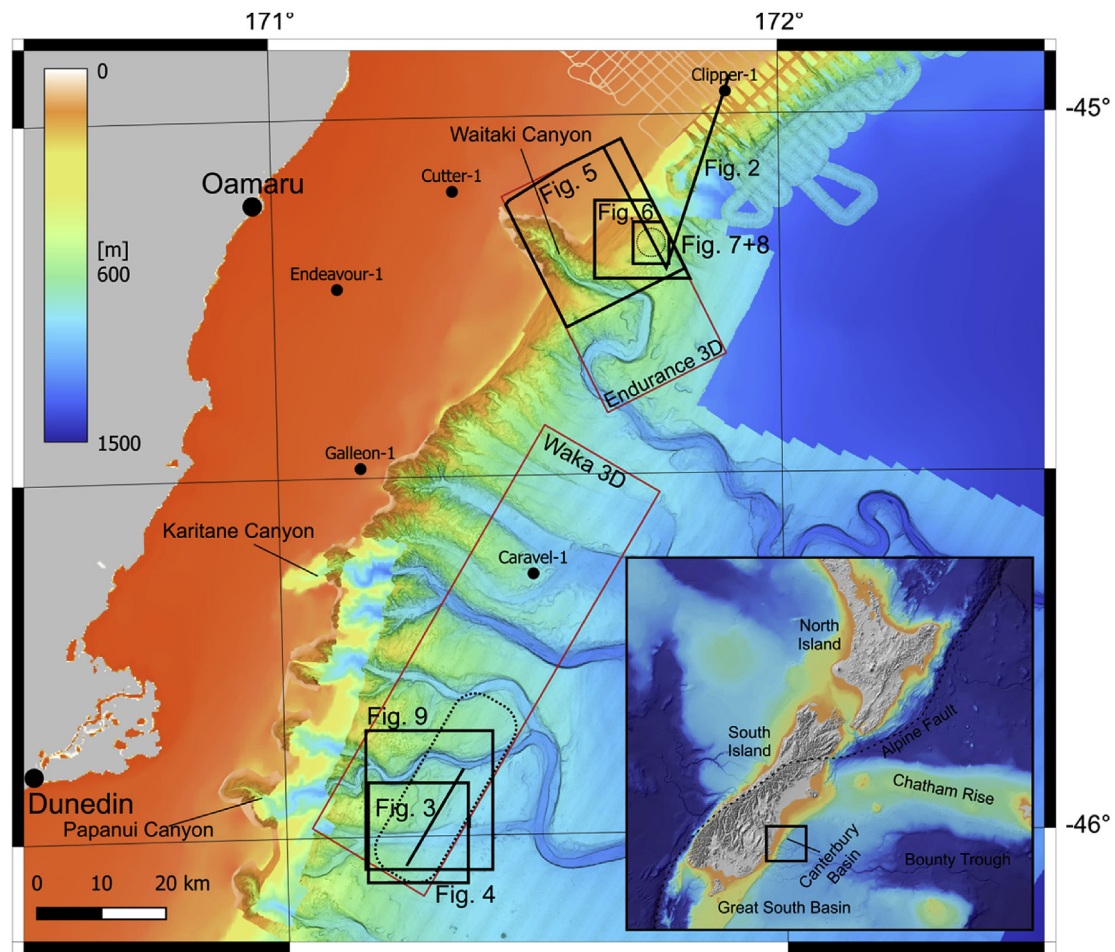 171°
172°
0
Clipper-1
-45°
Waitaki Canyon
Fig. 2
Cutter-1
Fig. 5
Oamaru
Fig. 6
[m]
600
Fig. 7+8
Endeavour-1
Endurance 3D
1500
Galleon-1
Waka 3D
Karitane Canyon
Caravel-1
North
Island
South
Island
Alpine Fault
Chatham Rise
Canterbury
Basin
Bounty Trough
Great South Basin
Fig. 9
Fig. 3
Dunedin
Papanui Canyon
-46°
0 10 20 km
Fig. 4